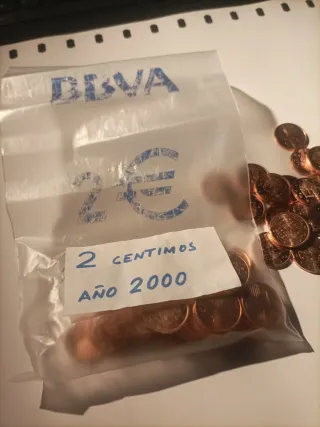 BBVA
2 €
2 CENTIMOS
AÑO 2000